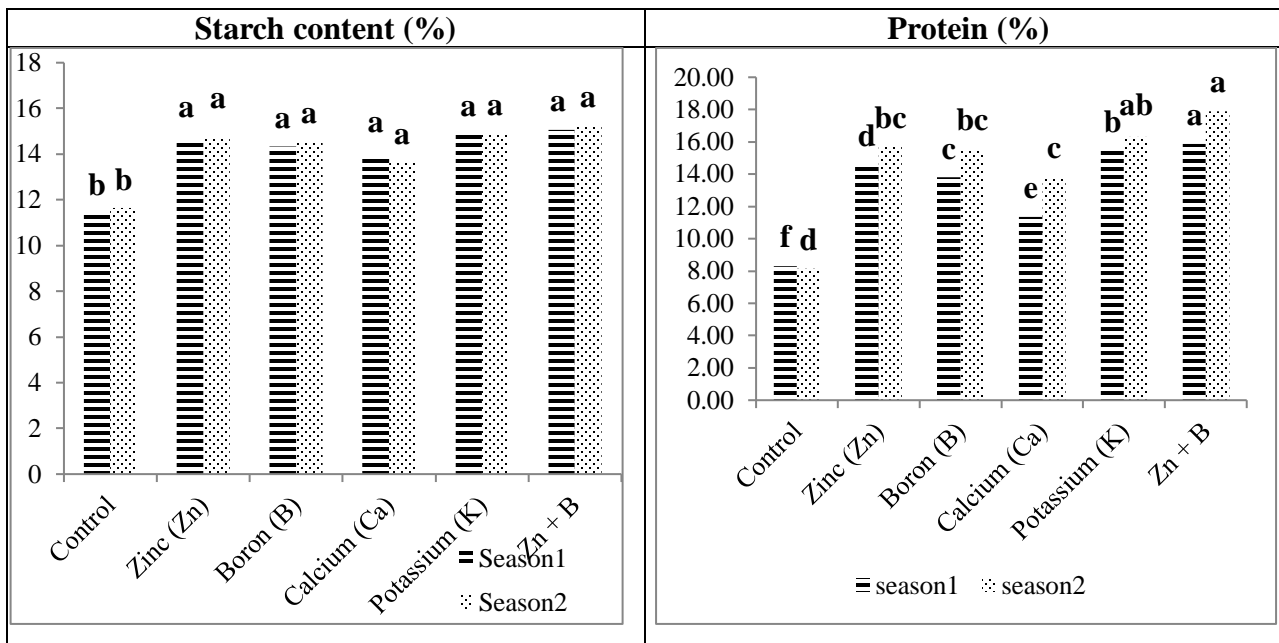 Starch content (%)
18
16
14
12
10
8
6
4
2
0
b b
a a
a a
a a
a a
a a
Control
Zinc (Zn)
Boron (B)
Calcium (Ca)
Potassium (K)
Zn + B
Season1
Season2
Protein (%)
20.00
18.00
16.00
14.00
12.00
10.00
8.00
6.00
4.00
2.00
0.00
f d
d bc
c bc
e c
b ab
a a
Control
Zinc (Zn)
Boron (B)
Calcium (Ca)
Potassium (K)
Zn + B
season1 season2